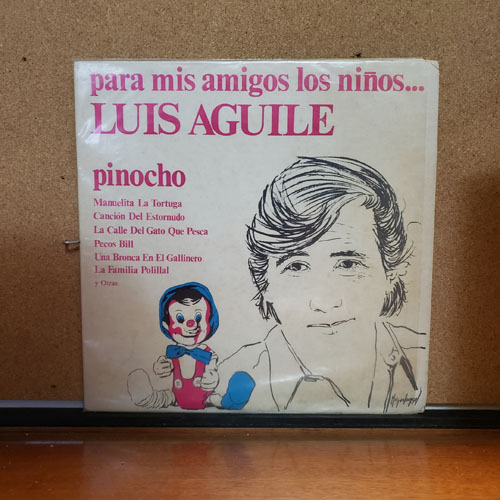 para mis amigos los niños...
LUIS AGUILE
pinocho
Manuelita La Tortuga
Canción Del Estornudo
La Calle Del Gato Que Pesca
Pecos Bill
Una Bronca En El Gallinero
La Familia Polillal
y Otras